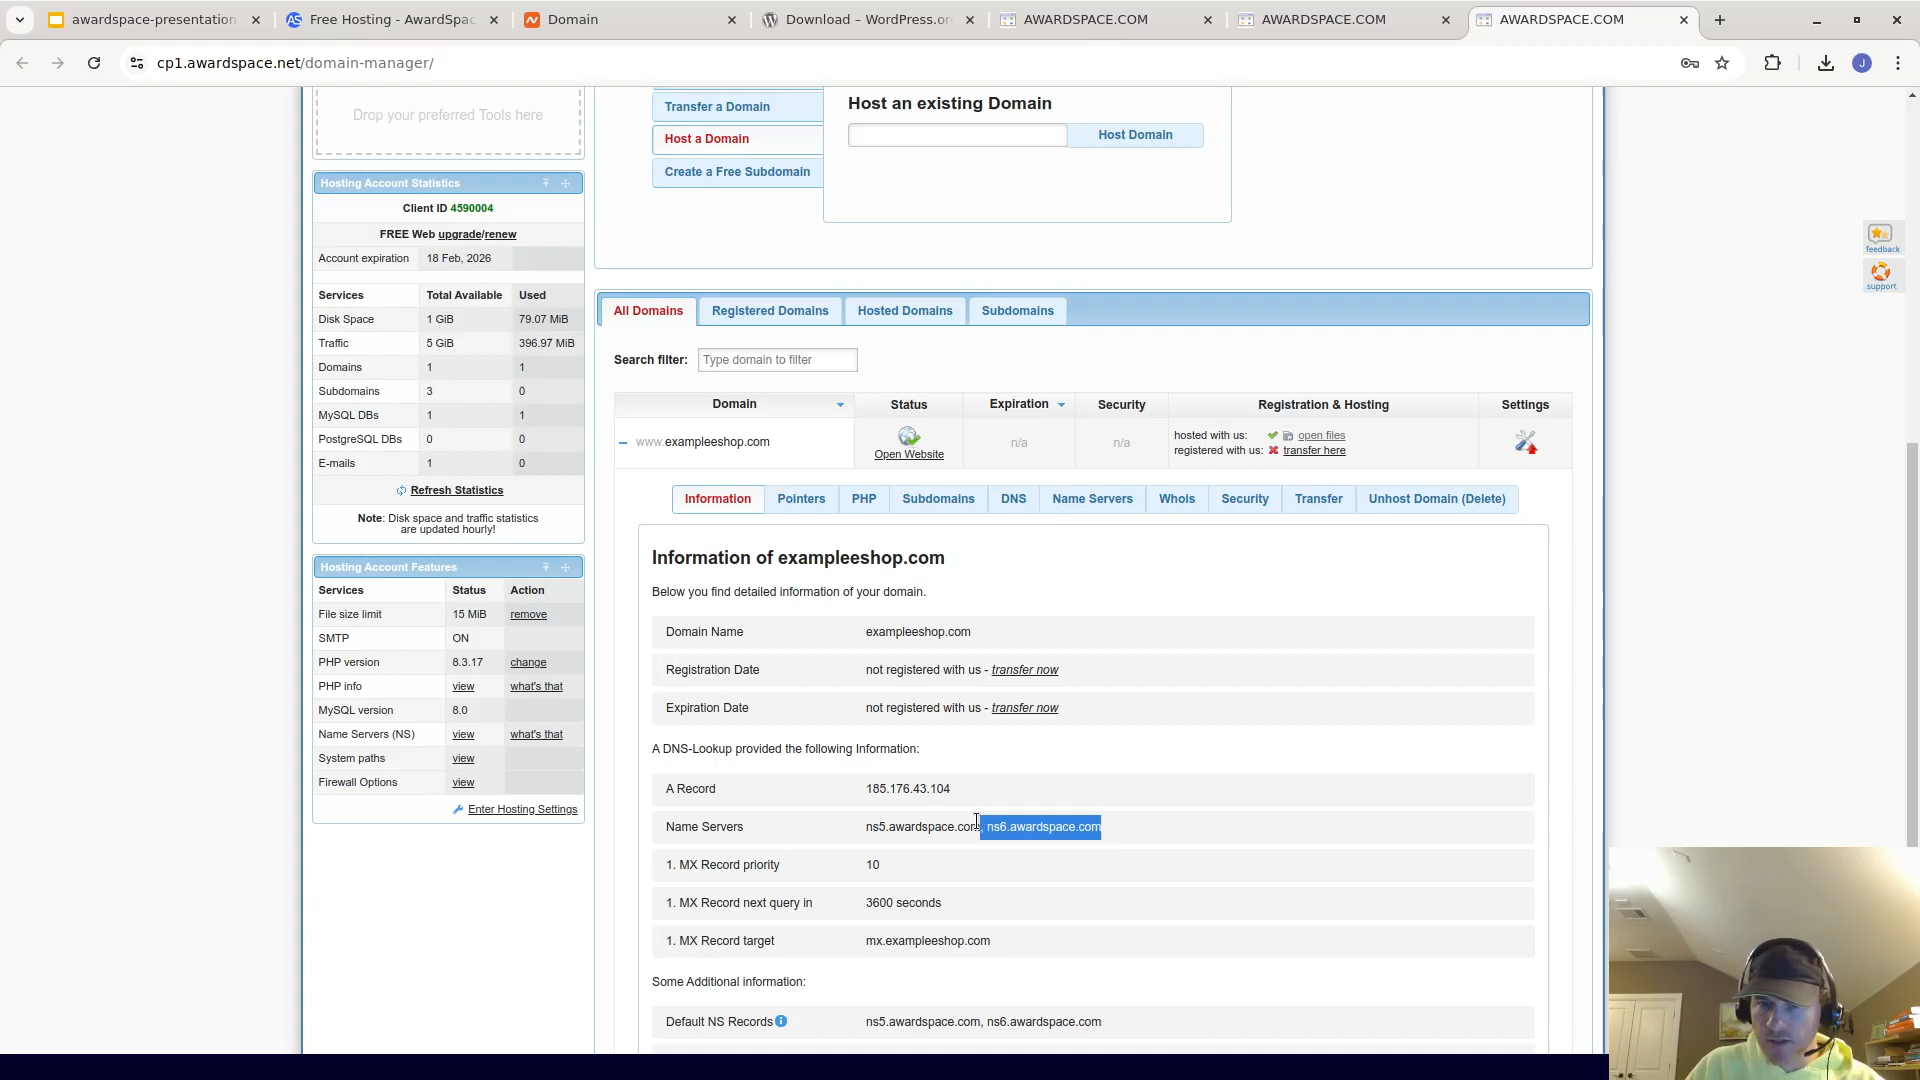 awardspace-presentation
Free Hosting - AwardSpac
Domain
Download – WordPress.or
AWARDSPACE.COM
AWARDSPACE.COM
AWARDSPACE.COM
cp1.awardspace.net/domain-manager/
J
Drop your preferred Tools here
Hosting Account Statistics
Client ID 4590004
FREE Web upgrade/renew
Account expiration 18 Feb, 2026
Services Total Available Used
Disk Space 1 GiB 79.07 MiB
Traffic 5 GiB 396.97 MiB
Domains 1 1
Subdomains 3 0
MySQL DBs 1 1
PostgreSQL DBs 0 0
E-mails 1 0
Refresh Statistics
Note: Disk space and traffic statistics
are updated hourly!
Hosting Account Features
Services Status Action
File size limit 15 MiB remove
SMTP ON
PHP version 8.3.17 change
PHP info view what's that
MySQL version 8.0
Name Servers (NS) view what's that
System paths view
Firewall Options view
Enter Hosting Settings
Transfer a Domain
Host a Domain
Create a Free Subdomain
Host an existing Domain
Host Domain
All Domains Registered Domains Hosted Domains Subdomains
Search filter: Type domain to filter
Domain Status Expiration Security Registration & Hosting Settings
www.exampleeshop.com Open Website n/a n/a
hosted with us: open files
registered with us: transfer here
Information Pointers PHP Subdomains DNS Name Servers Whois Security Transfer Unhost Domain (Delete)
Information of exampleeshop.com
Below you find detailed information of your domain.
Domain Name exampleeshop.com
Registration Date not registered with us - transfer now
Expiration Date not registered with us - transfer now
A DNS-Lookup provided the following Information:
A Record 185.176.43.104
Name Servers ns5.awardspace.com, ns6.awardspace.com
1. MX Record priority 10
1. MX Record next query in 3600 seconds
1. MX Record target mx.exampleeshop.com
Some Additional information:
Default NS Records ns5.awardspace.com, ns6.awardspace.com
feedback
support